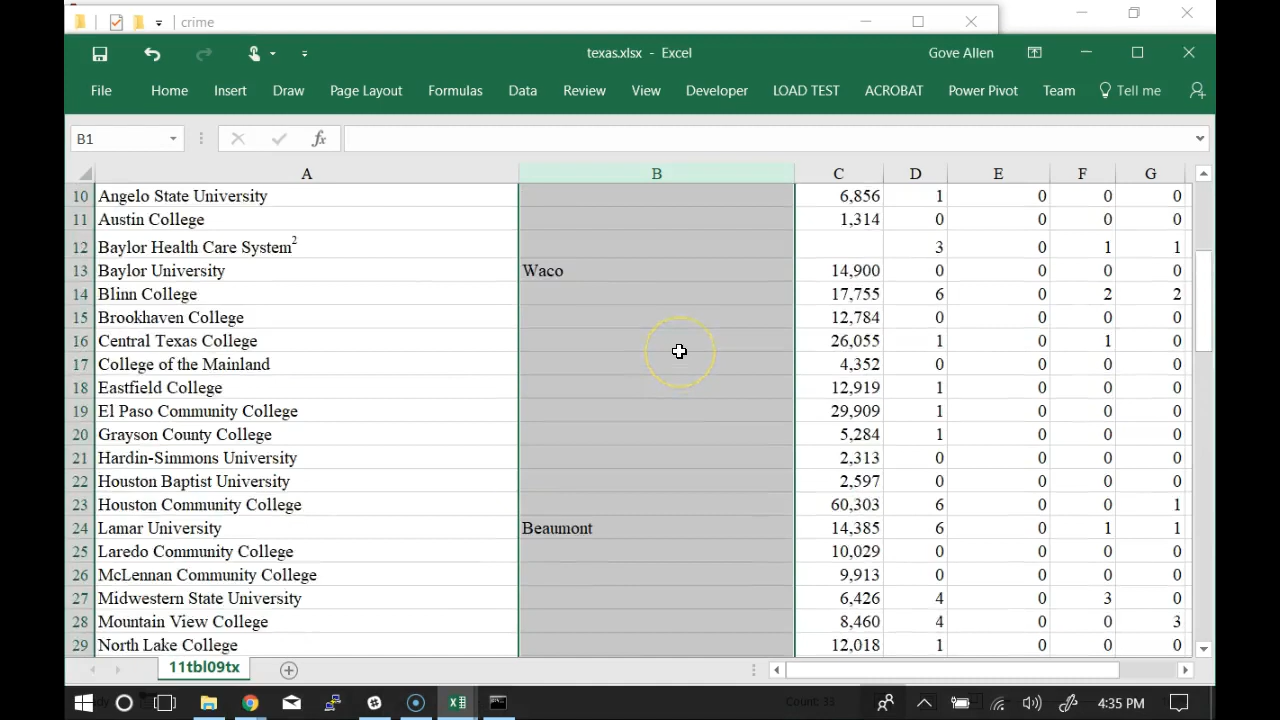 crime
texas.xlsx - Excel
Gove Allen
File Home Insert Draw Page Layout Formulas Data Review View Developer LOAD TEST ACROBAT Power Pivot Team Tell me
B1 fx
A B C D E F G
10 Angelo State University 6,856 1 0 0 0
11 Austin College 1,314 0 0 0 0
12 Baylor Health Care System2 3 0 1 1
13 Baylor University Waco 14,900 0 0 0 0
14 Blinn College 17,755 6 0 2 2
15 Brookhaven College 12,784 0 0 0 0
16 Central Texas College 26,055 1 0 1 0
17 College of the Mainland 4,352 0 0 0 0
18 Eastfield College 12,919 1 0 0 0
19 El Paso Community College 29,909 1 0 0 0
20 Grayson County College 5,284 1 0 0 0
21 Hardin-Simmons University 2,313 0 0 0 0
22 Houston Baptist University 2,597 0 0 0 0
23 Houston Community College 60,303 6 0 0 1
24 Lamar University Beaumont 14,385 6 0 1 1
25 Laredo Community College 10,029 0 0 0 0
26 McLennan Community College 9,913 0 0 0 0
27 Midwestern State University 6,426 4 0 3 0
28 Mountain View College 8,460 4 0 0 3
29 North Lake College 12,018 1 0 0 0
11tbl09tx
Count: 33
4:35 PM